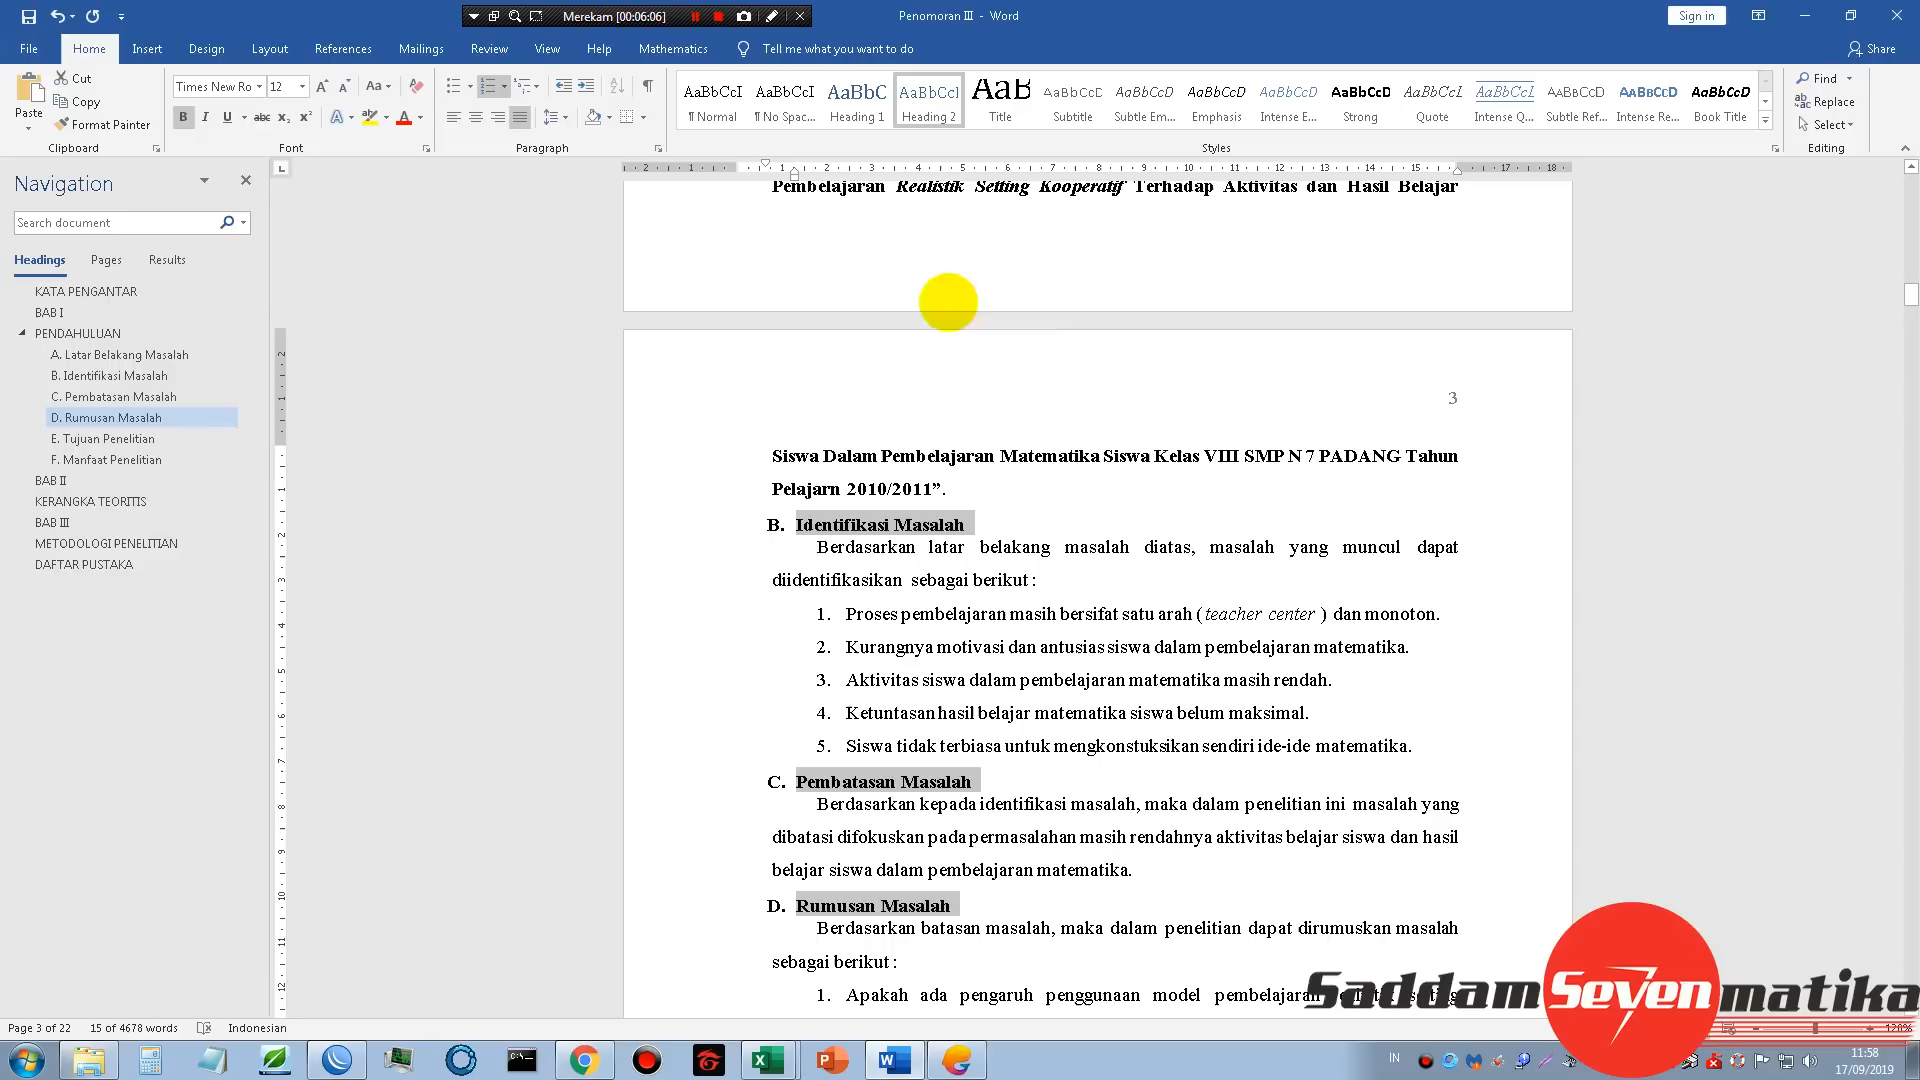 Merekam [00:06:06]
Penomoran III - Word
Sign in
File Home Insert Design Layout References Mailings Review View Help Mathematics Tell me what you want to do Share
Paste
Cut
Copy
Format Painter
Clipboard
Times New Ro 12
Font
Paragraph
AaBbCcI AaBbCcI AaBbC AaBbCcI AaB AaBbCcC AaBbCcD AaBbCcD AaBbCcD AaBbCcD AaBbCcI AaBbCcI AaBbCcD AaBbCcD AaBbCcD
¶ Normal ¶ No Spac... Heading 1 Heading 2 Title Subtitle Subtle Em... Emphasis Intense E... Strong Quote Intense Q... Subtle Ref... Intense Re... Book Title
Styles
Find
Replace
Select
Editing
Navigation
Search document
Headings Pages Results
KATA PENGANTAR
BAB I
PENDAHULUAN
A. Latar Belakang Masalah
B. Identifikasi Masalah
C. Pembatasan Masalah
D. Rumusan Masalah
E. Tujuan Penelitian
F. Manfaat Penelitian
BAB II
KERANGKA TEORITIS
BAB III
METODOLOGI PENELITIAN
DAFTAR PUSTAKA
Pembelajaran Realistik Setting Kooperatif Terhadap Aktivitas dan Hasil Belajar
3
Siswa Dalam Pembelajaran Matematika Siswa Kelas VIII SMP N 7 PADANG Tahun
Pelajarn 2010/2011”.
B. Identifikasi Masalah
Berdasarkan latar belakang masalah diatas, masalah yang muncul dapat
diidentifikasikan sebagai berikut :
1. Proses pembelajaran masih bersifat satu arah ( teacher center ) dan monoton.
2. Kurangnya motivasi dan antusias siswa dalam pembelajaran matematika.
3. Aktivitas siswa dalam pembelajaran matematika masih rendah.
4. Ketuntasan hasil belajar matematika siswa belum maksimal.
5. Siswa tidak terbiasa untuk mengkonstuksikan sendiri ide-ide matematika.
C. Pembatasan Masalah
Berdasarkan kepada identifikasi masalah, maka dalam penelitian ini masalah yang
dibatasi difokuskan pada permasalahan masih rendahnya aktivitas belajar siswa dan hasil
belajar siswa dalam pembelajaran matematika.
D. Rumusan Masalah
Berdasarkan batasan masalah, maka dalam penelitian dapat dirumuskan masalah
sebagai berikut :
1. Apakah ada pengaruh penggunaan model pembelajaran
SaddamSevenmatika
Page 3 of 22 15 of 4678 words Indonesian 120%
IN
11:58
17/09/2019